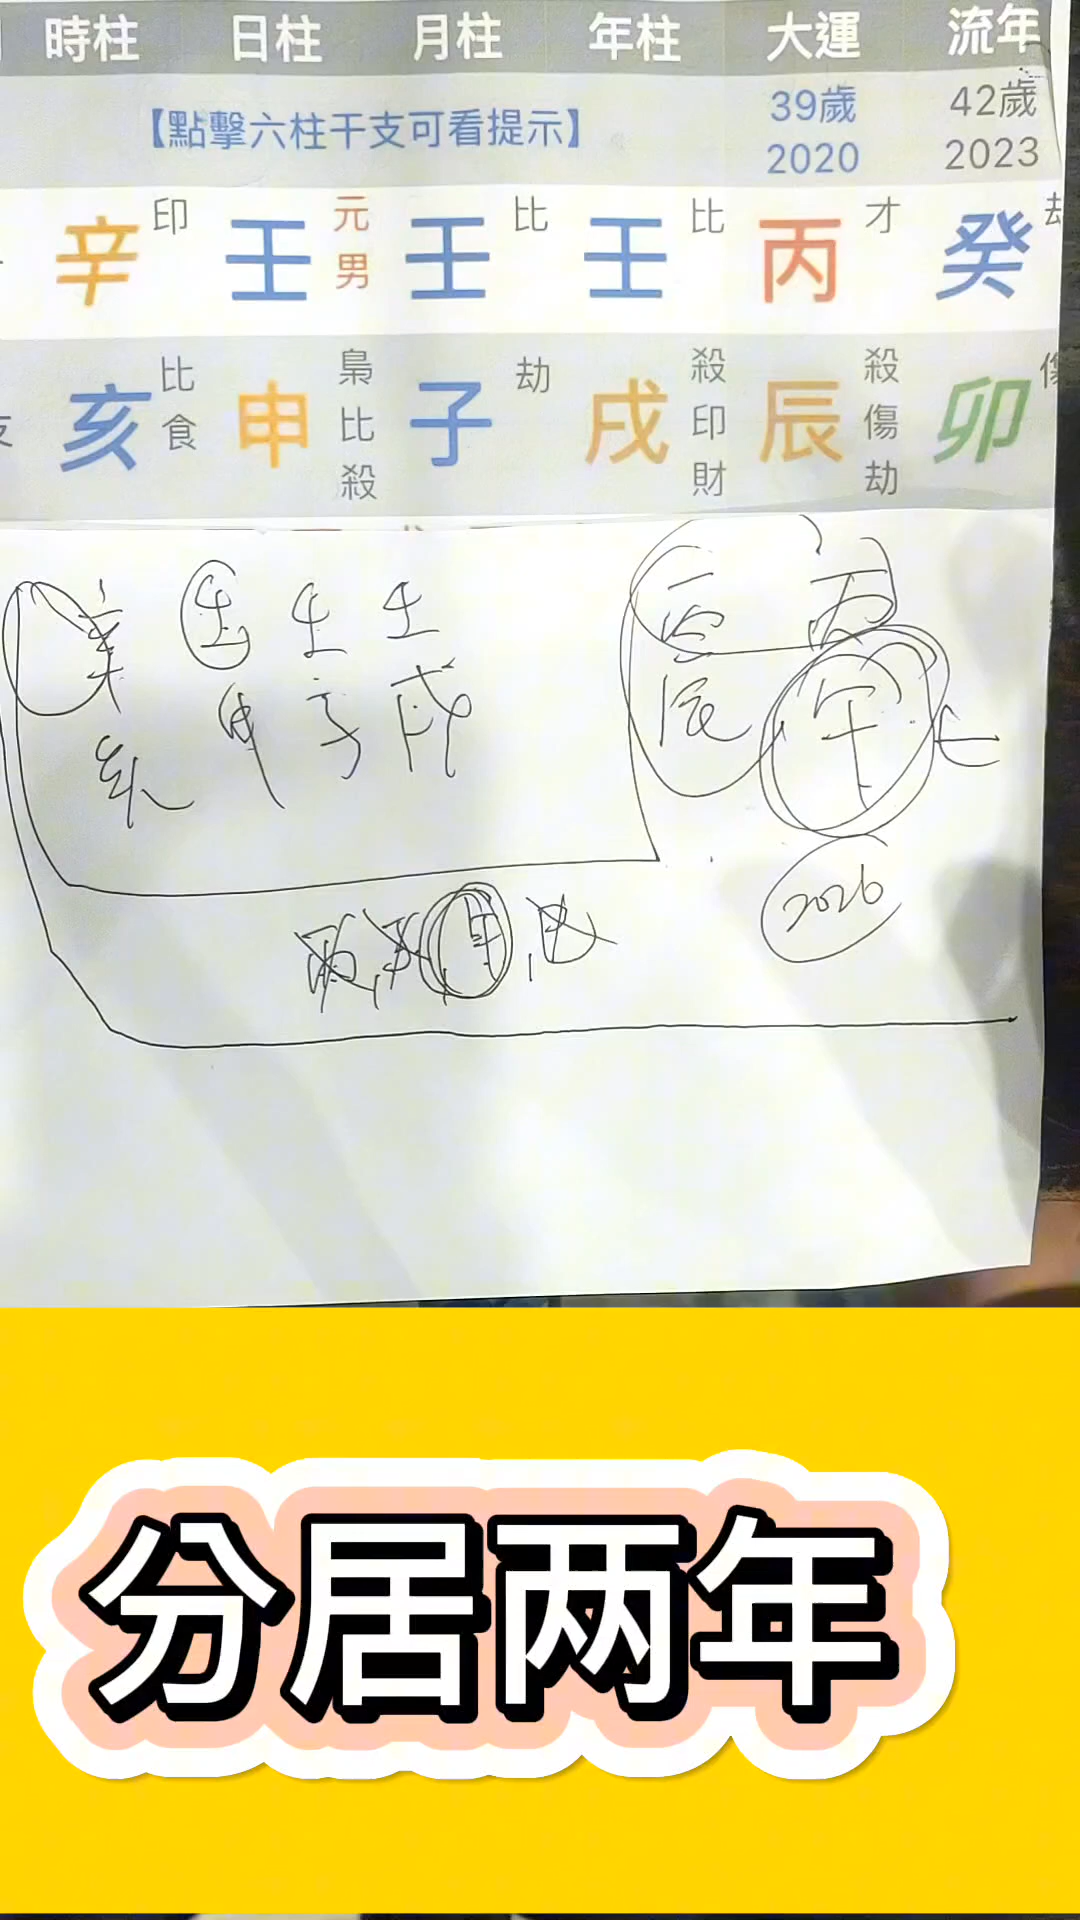 時柱 日柱 月柱 年柱 大運 流年
【點擊六柱干支可看提示】 39歲 42歲
2020 2023
辛 印 壬 元男 壬 比 壬 比 丙 才 癸 劫
亥 比食 申 梟比殺 子 劫 戌 殺印財 辰 殺傷劫 卯 傷
辛 壬 壬 壬 丙 丙
亥 申 子 戌 辰 午
2026
午
分居两年